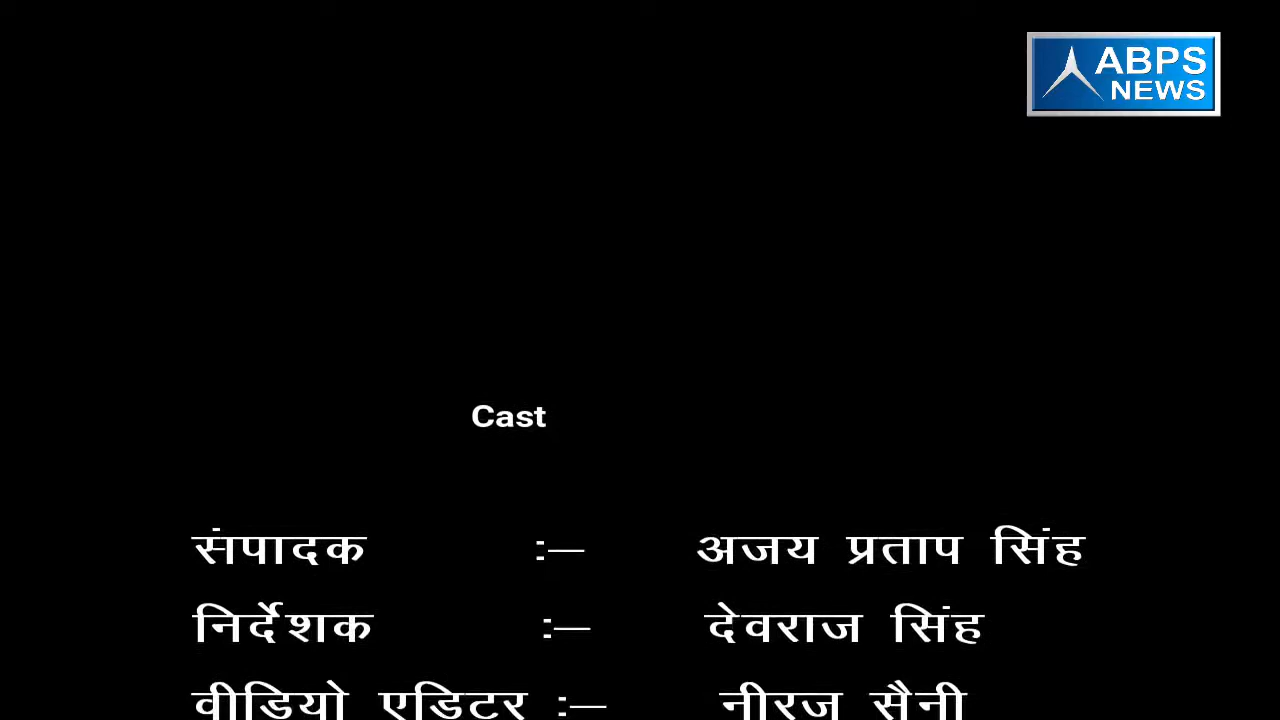 ABPS
NEWS
Cast
संपादक :— अजय प्रताप सिंह
निर्देशक :— देवराज सिंह
वीडियो एडिटर :— नीरज सैनी